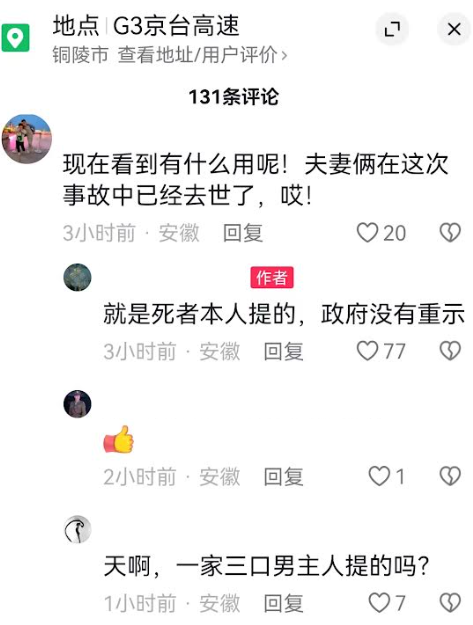 地点 G3京台高速
铜陵市 查看地址/用户评价>
131条评论
现在看到有什么用呢！夫妻俩在这次
事故中已经去世了，哎！
3小时前 · 安徽 回复 20
作者
就是死者本人提的，政府没有重示
3小时前 · 安徽 回复 77
2小时前 · 安徽 回复 1
天啊，一家三口男主人提的吗？
1小时前 · 安徽 回复 7